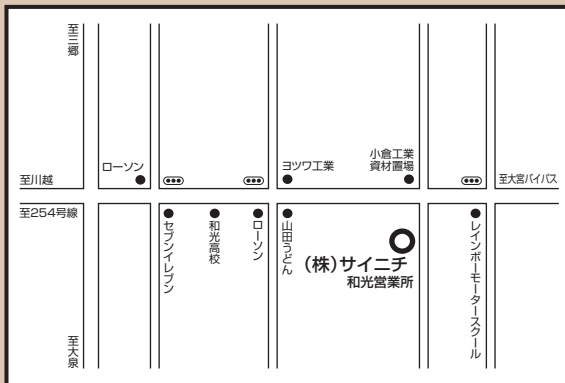 至三郷
ローソン
ヨツワ工業
小倉工業
資材置場
至川越
至大宮バイパス
至254号線
セブンイレブン
和光高校
ローソン
山田うどん
(株)サイニチ
和光営業所
レインボーモータースクール
至大泉